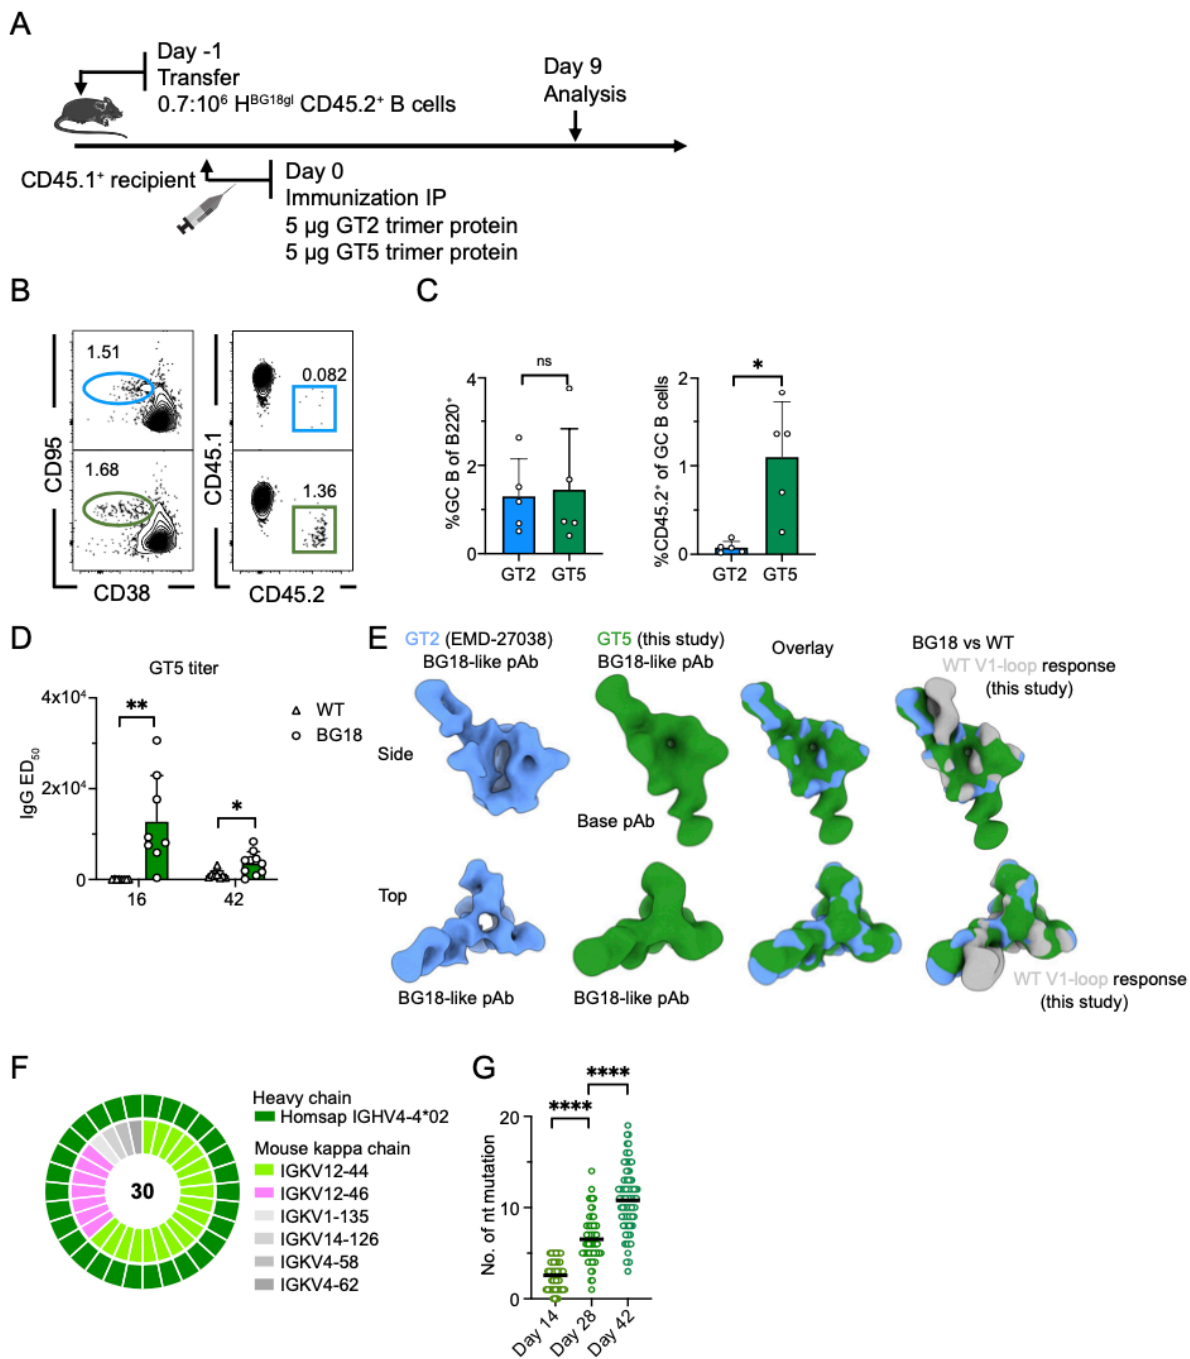 A
Day -1
Transfer
0.7:10⁶ H^BG18gl CD45.2⁺ B cells
Day 9
Analysis
CD45.1⁺ recipient
Day 0
Immunization IP
5 µg GT2 trimer protein
5 µg GT5 trimer protein
B
1.51
0.082
1.68
1.36
CD95
CD45.1
CD38
CD45.2
C
ns
4
2
0
%GC B of B220⁺
GT2
GT5
*
2
1
0
%CD45.2⁺ of GC B cells
GT2
GT5
D
GT5 titer
4x10⁴
2x10⁴
0
IgG ED₅₀
**
*
WT
BG18
16
42
E
GT2 (EMD-27038)
BG18-like pAb
GT5 (this study)
BG18-like pAb
Overlay
BG18 vs WT
WT V1-loop response
(this study)
Side
Base pAb
Top
BG18-like pAb
BG18-like pAb
WT V1-loop response
(this study)
F
30
Heavy chain
Homsap IGHV4-4*02
Mouse kappa chain
IGKV12-44
IGKV12-46
IGKV1-135
IGKV14-126
IGKV4-58
IGKV4-62
G
****
****
20
10
0
No. of nt mutation
Day 14
Day 28
Day 42